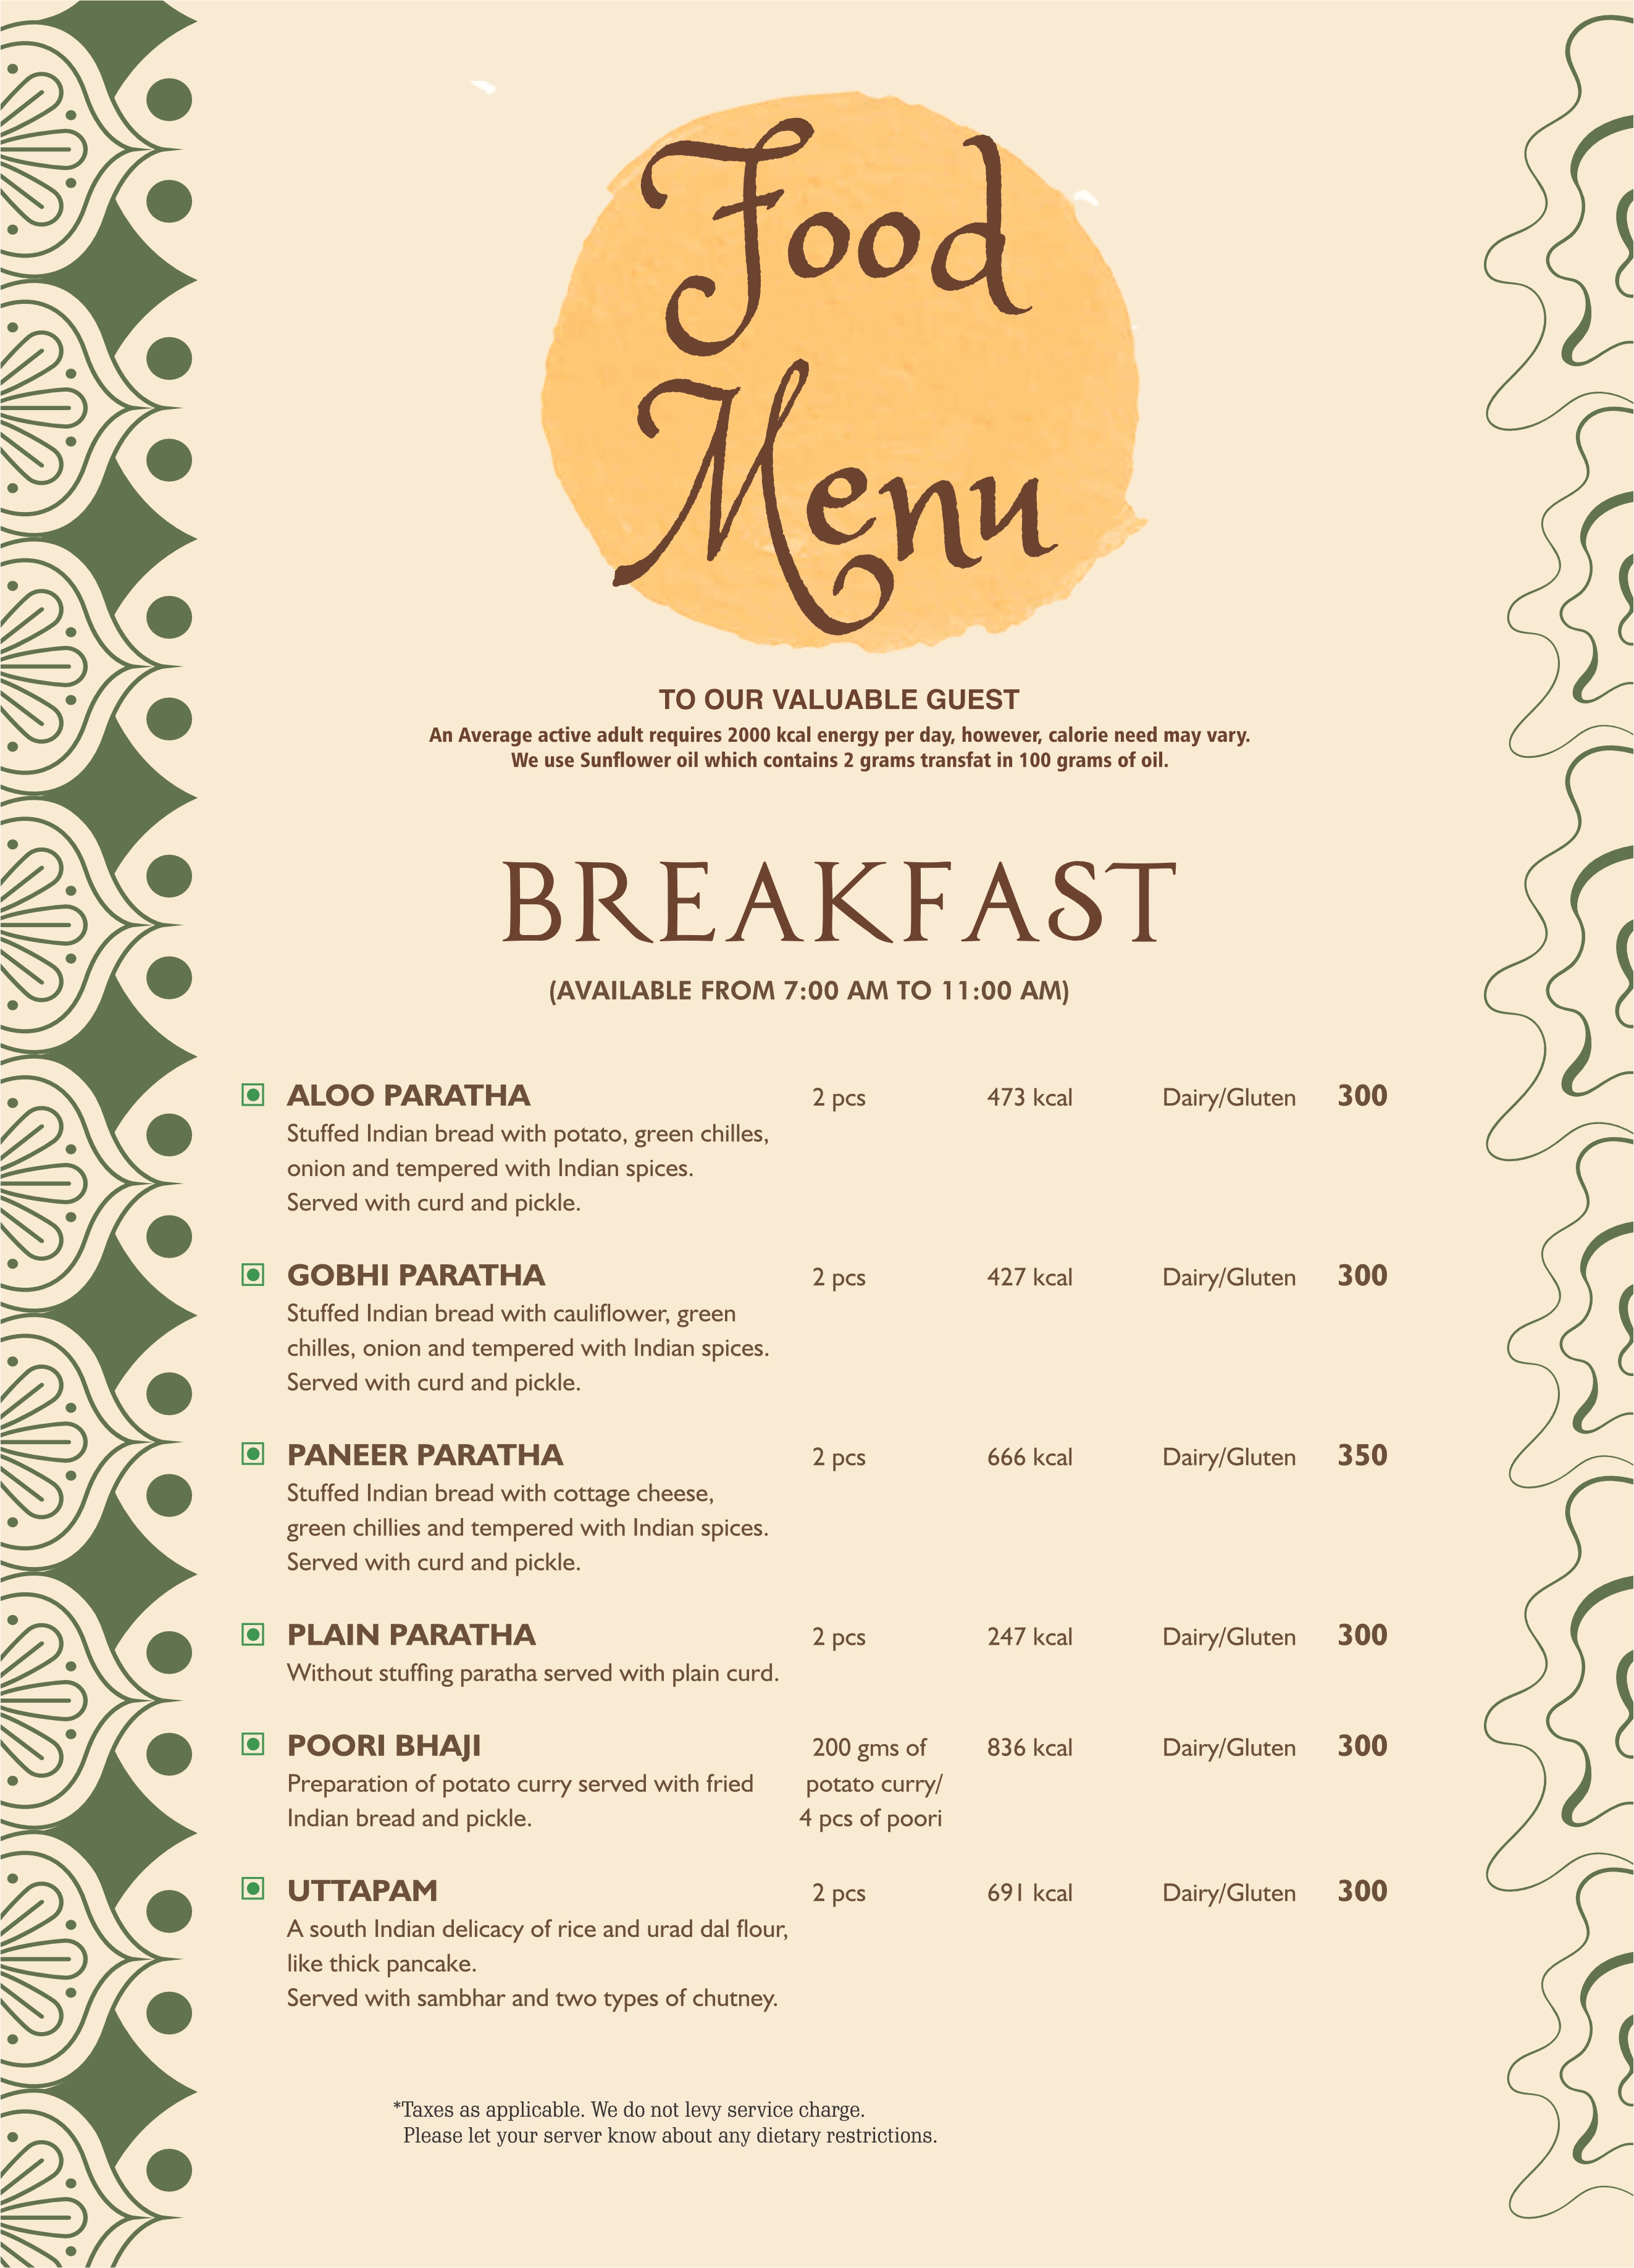 Food
Menu
TO OUR VALUABLE GUEST
An Average active adult requires 2000 kcal energy per day, however, calorie need may vary.
We use Sunflower oil which contains 2 grams transfat in 100 grams of oil.
BREAKFAST
(AVAILABLE FROM 7:00 AM TO 11:00 AM)
ALOO PARATHA 2 pcs 473 kcal Dairy/Gluten 300
Stuffed Indian bread with potato, green chilles,
onion and tempered with Indian spices.
Served with curd and pickle.
GOBHI PARATHA 2 pcs 427 kcal Dairy/Gluten 300
Stuffed Indian bread with cauliflower, green
chilles, onion and tempered with Indian spices.
Served with curd and pickle.
PANEER PARATHA 2 pcs 666 kcal Dairy/Gluten 350
Stuffed Indian bread with cottage cheese,
green chillies and tempered with Indian spices.
Served with curd and pickle.
PLAIN PARATHA 2 pcs 247 kcal Dairy/Gluten 300
Without stuffing paratha served with plain curd.
POORI BHAJI 200 gms of 836 kcal Dairy/Gluten 300
Preparation of potato curry served with fried potato curry/
Indian bread and pickle. 4 pcs of poori
UTTAPAM 2 pcs 691 kcal Dairy/Gluten 300
A south Indian delicacy of rice and urad dal flour,
like thick pancake.
Served with sambhar and two types of chutney.
*Taxes as applicable. We do not levy service charge.
Please let your server know about any dietary restrictions.